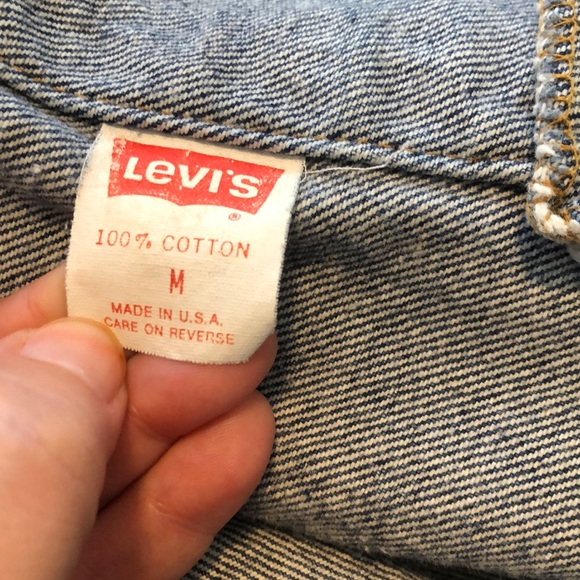 LEVI'S
®
100% COTTON
M
MADE IN U.S.A.
CARE ON REVERSE